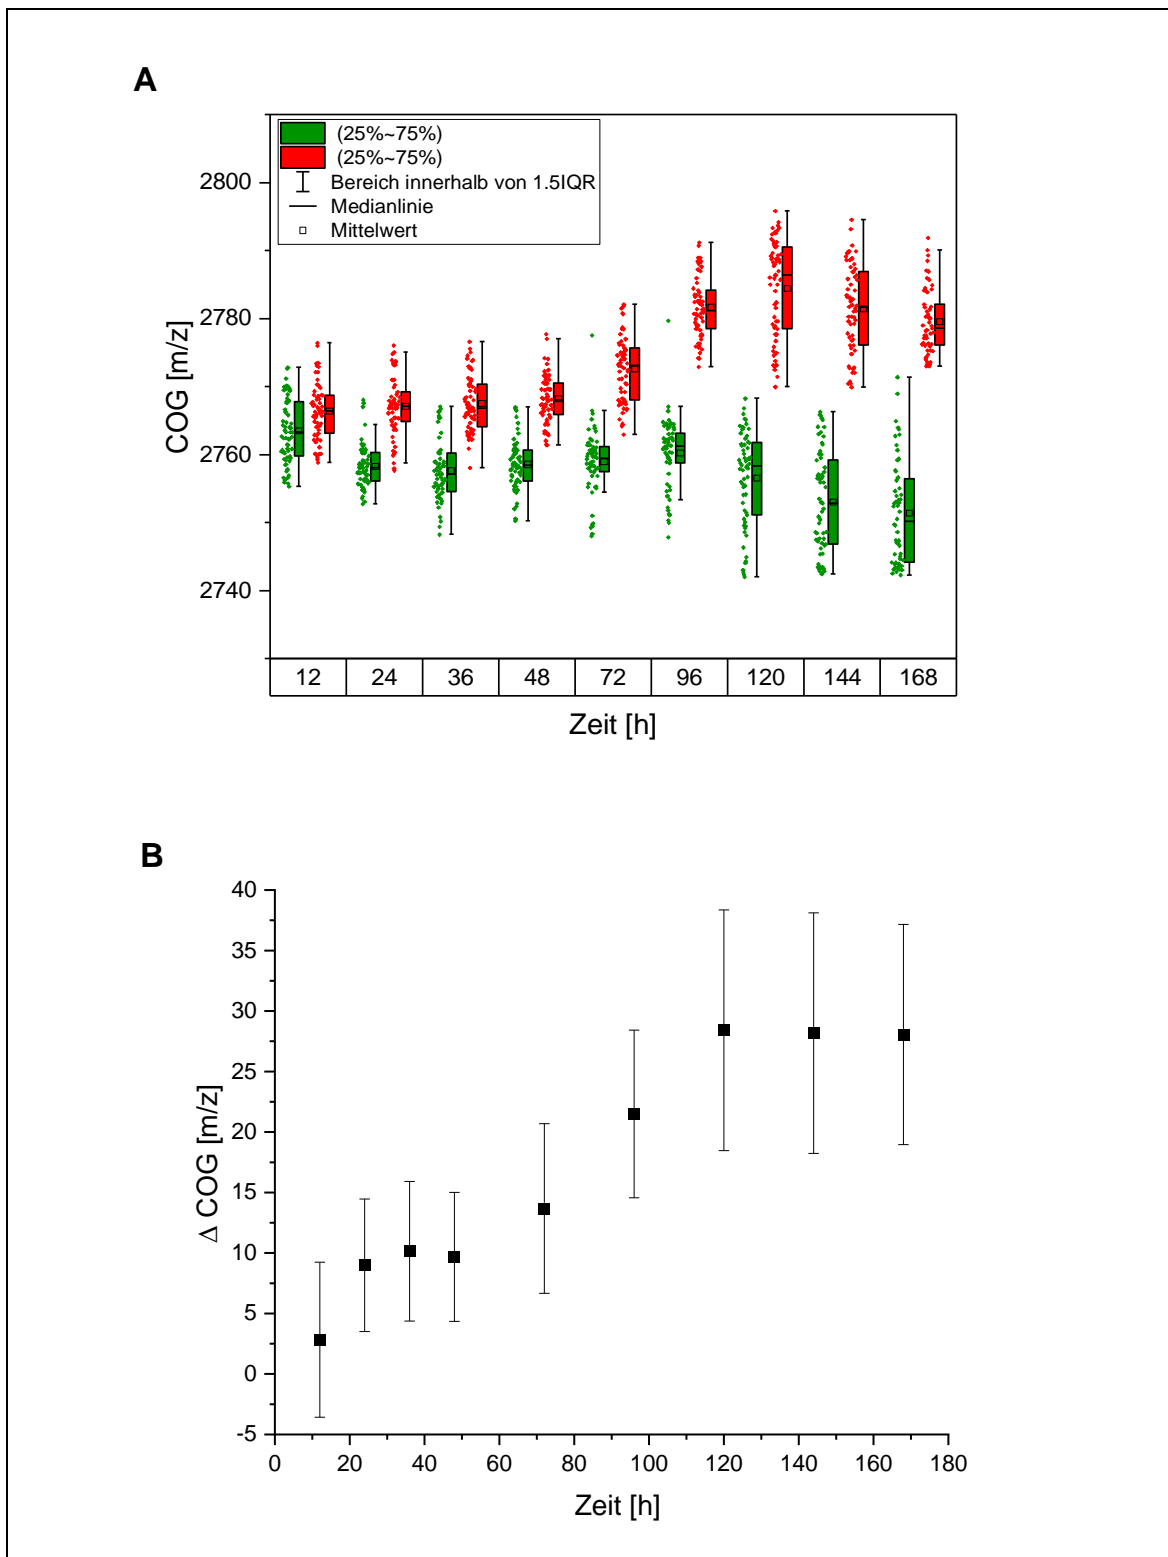 A
(25%~75%)
(25%~75%)
Bereich innerhalb von 1.5IQR
Medianlinie
Mittelwert
2800
2780
2760
2740
COG [m/z]
12 24 36 48 72 96 120 144 168
Zeit [h]
B
40
35
30
25
20
15
10
5
0
-5
Δ COG [m/z]
0 20 40 60 80 100 120 140 160 180
Zeit [h]